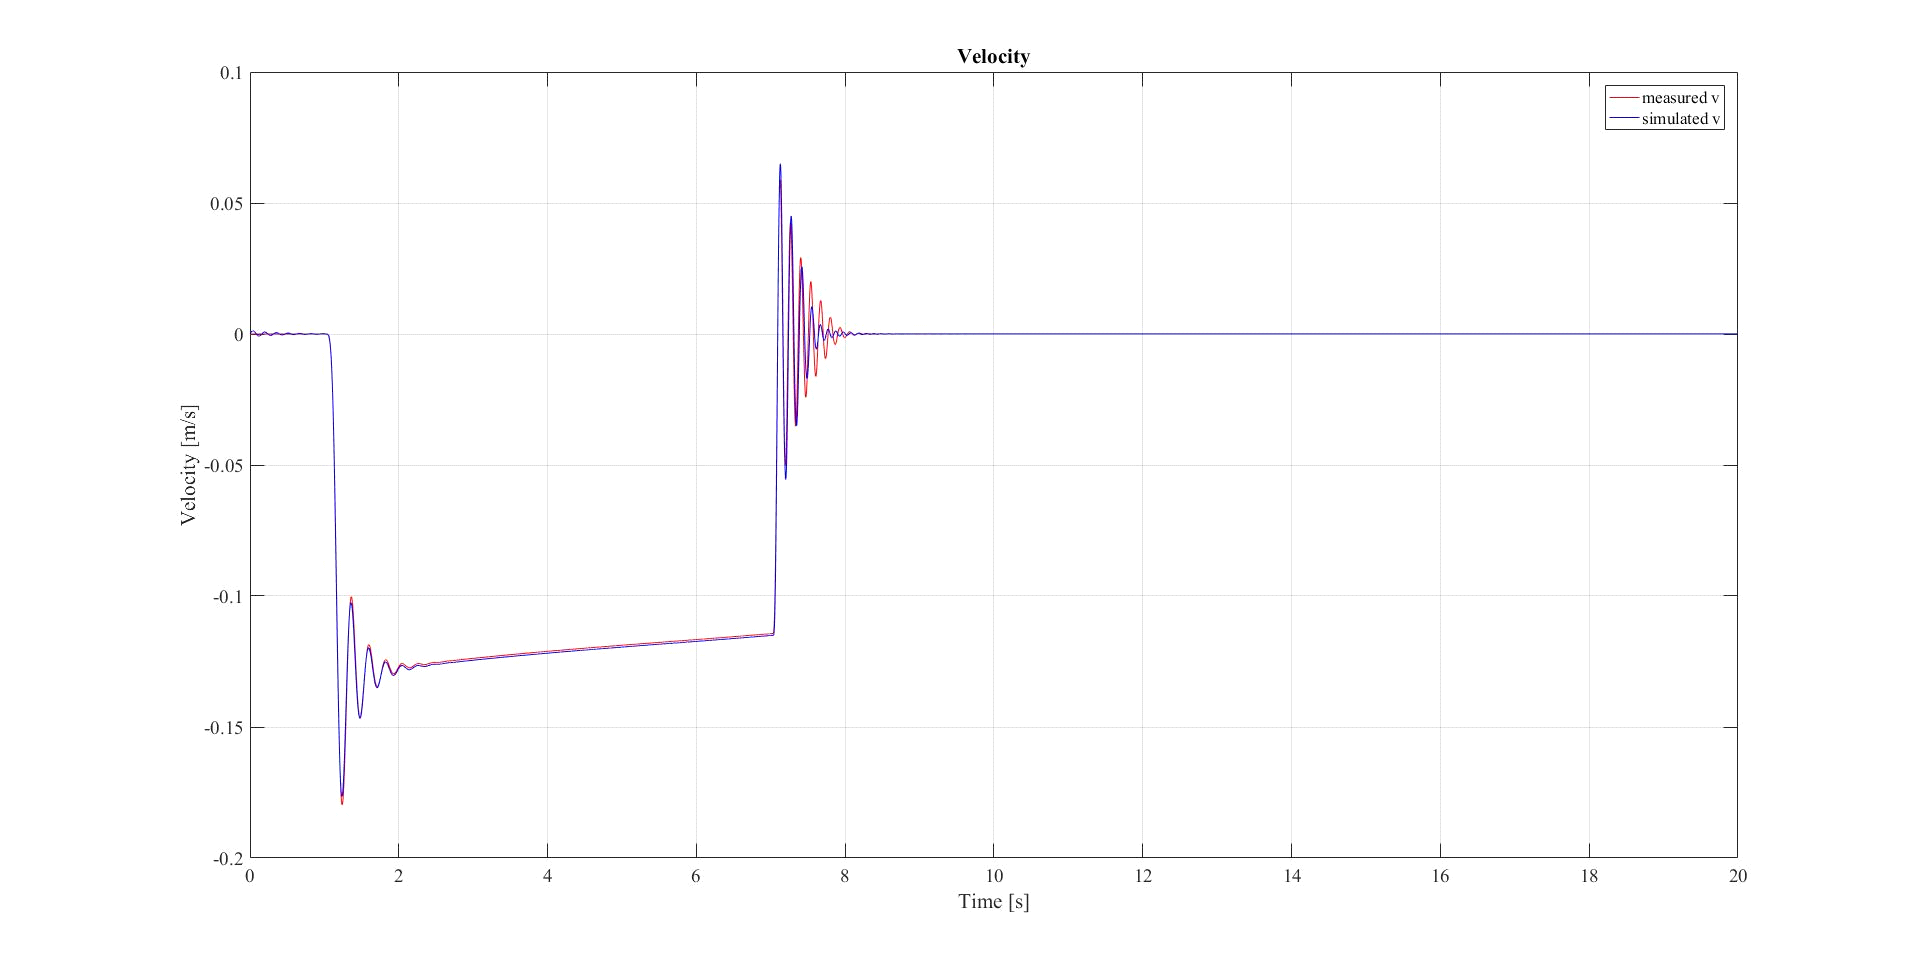 Velocity
measured v
simulated v
0.1
0.05
0
-0.05
-0.1
-0.15
-0.2
Velocity [m/s]
0 2 4 6 8 10 12 14 16 18 20
Time [s]